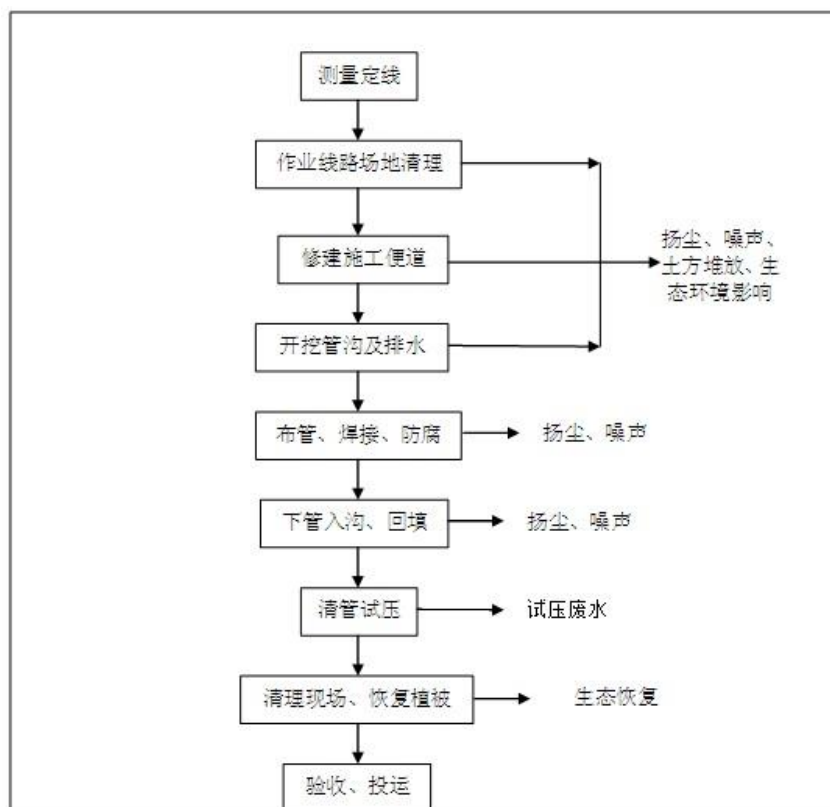 测量定线
作业线路场地清理
修建施工便道
扬尘、噪声、
土方堆放、生
态环境影响
开挖管沟及排水
布管、焊接、防腐
扬尘、噪声
下管入沟、回填
扬尘、噪声
清管试压
试压废水
清理现场、恢复植被
生态恢复
验收、投运